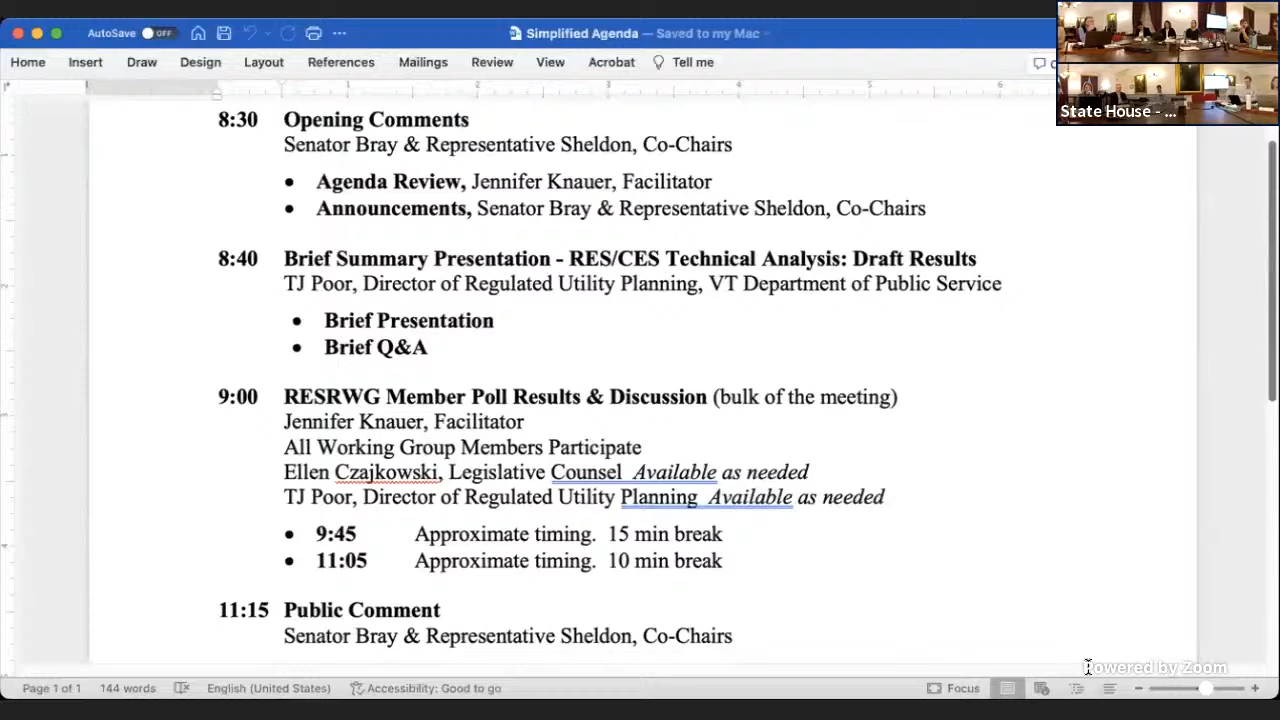 AutoSave OFF Simplified Agenda — Saved to my Mac
Home Insert Draw Design Layout References Mailings Review View Acrobat Tell me
State House - ...
1 2 3 4 5 6
8:30 Opening Comments
Senator Bray & Representative Sheldon, Co-Chairs
• Agenda Review, Jennifer Knauer, Facilitator
• Announcements, Senator Bray & Representative Sheldon, Co-Chairs
8:40 Brief Summary Presentation - RES/CES Technical Analysis: Draft Results
TJ Poor, Director of Regulated Utility Planning, VT Department of Public Service
• Brief Presentation
• Brief Q&A
9:00 RESRWG Member Poll Results & Discussion (bulk of the meeting)
Jennifer Knauer, Facilitator
All Working Group Members Participate
Ellen Czajkowski, Legislative Counsel Available as needed
TJ Poor, Director of Regulated Utility Planning Available as needed
• 9:45 Approximate timing. 15 min break
• 11:05 Approximate timing. 10 min break
11:15 Public Comment
Senator Bray & Representative Sheldon, Co-Chairs
Powered by Zoom
Page 1 of 1 144 words English (United States) Accessibility: Good to go Focus